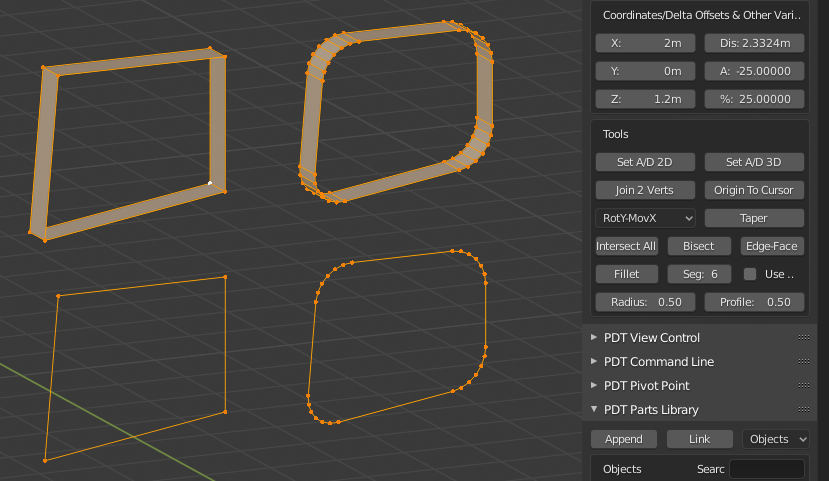 Coordinates/Delta Offsets & Other Vari..
X: 2m Dis: 2.3324m
Y: 0m A: -25.00000
Z: 1.2m %: 25.00000
Tools
Set A/D 2D Set A/D 3D
Join 2 Verts Origin To Cursor
RotY-MovX Taper
Intersect All Bisect Edge-Face
Fillet Seg: 6 Use ..
Radius: 0.50 Profile: 0.50
PDT View Control
PDT Command Line
PDT Pivot Point
PDT Parts Library
Append Link Objects
Objects Searc